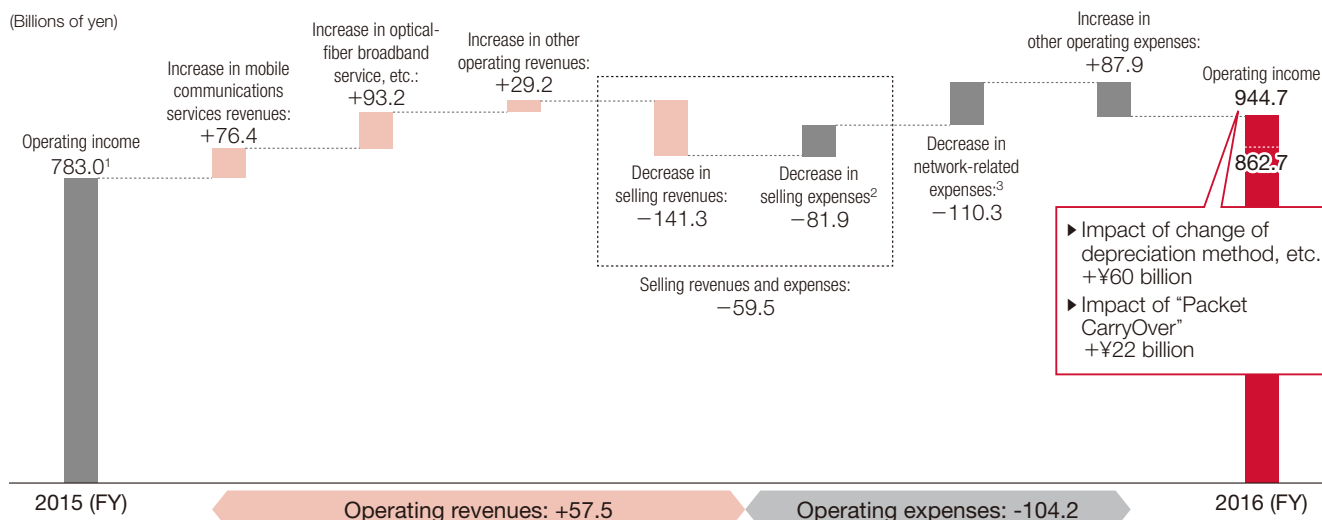 (Billions of yen)
Operating income
783.0¹
Increase in mobile
communications
services revenues:
+76.4
Increase in optical-
fiber broadband
service, etc.:
+93.2
Increase in other
operating revenues:
+29.2
Decrease in
selling revenues:
−141.3
Decrease in
selling expenses²
−81.9
Selling revenues and expenses:
−59.5
Decrease in
network-related
expenses:³
−110.3
Increase in
other operating expenses:
+87.9
Operating income
944.7
862.7
▶ Impact of change of
depreciation method, etc.
+¥60 billion
▶ Impact of “Packet
CarryOver”
+¥22 billion
2015 (FY)
Operating revenues: +57.5
Operating expenses: -104.2
2016 (FY)